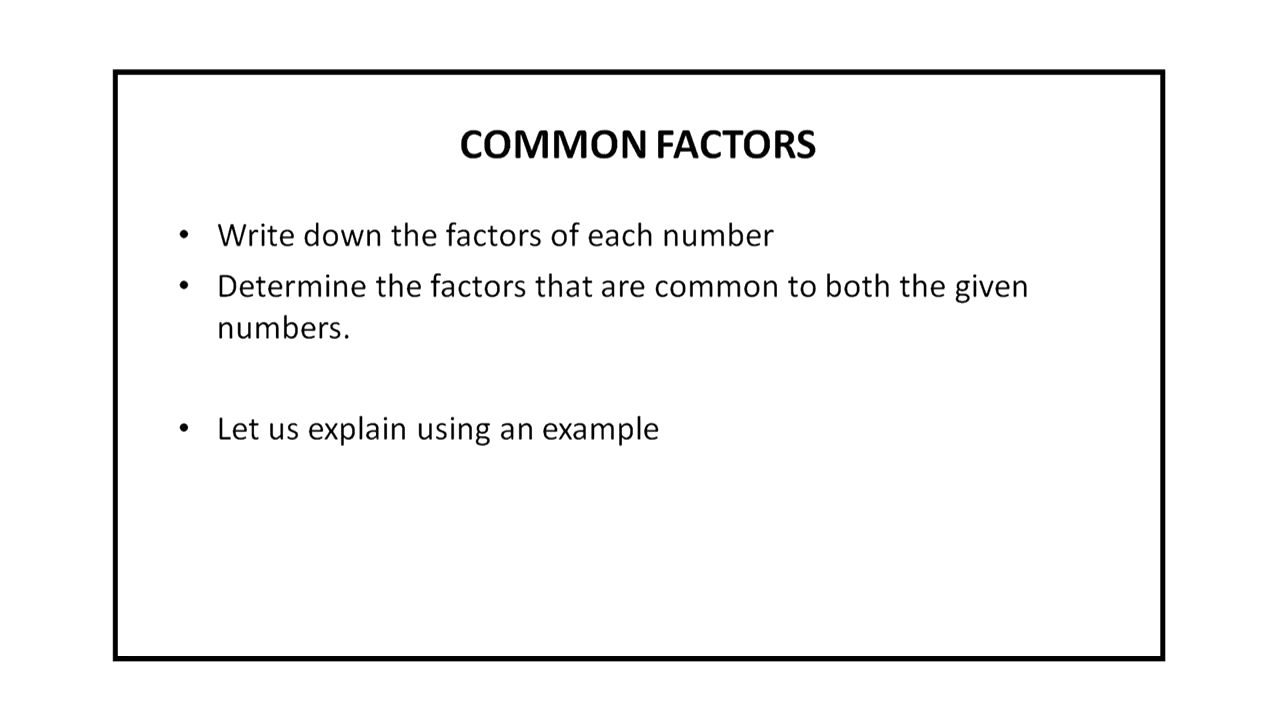 COMMON FACTORS
• Write down the factors of each number
• Determine the factors that are common to both the given
numbers.
• Let us explain using an example